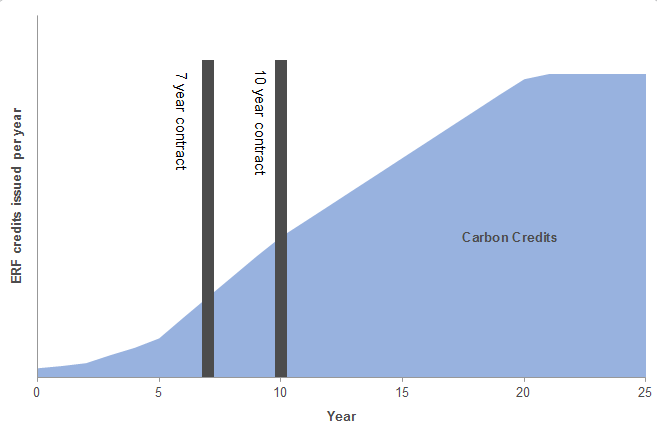 ERF credits issued per year
7 year contract
10 year contract
Carbon Credits
0 5 10 15 20 25
Year